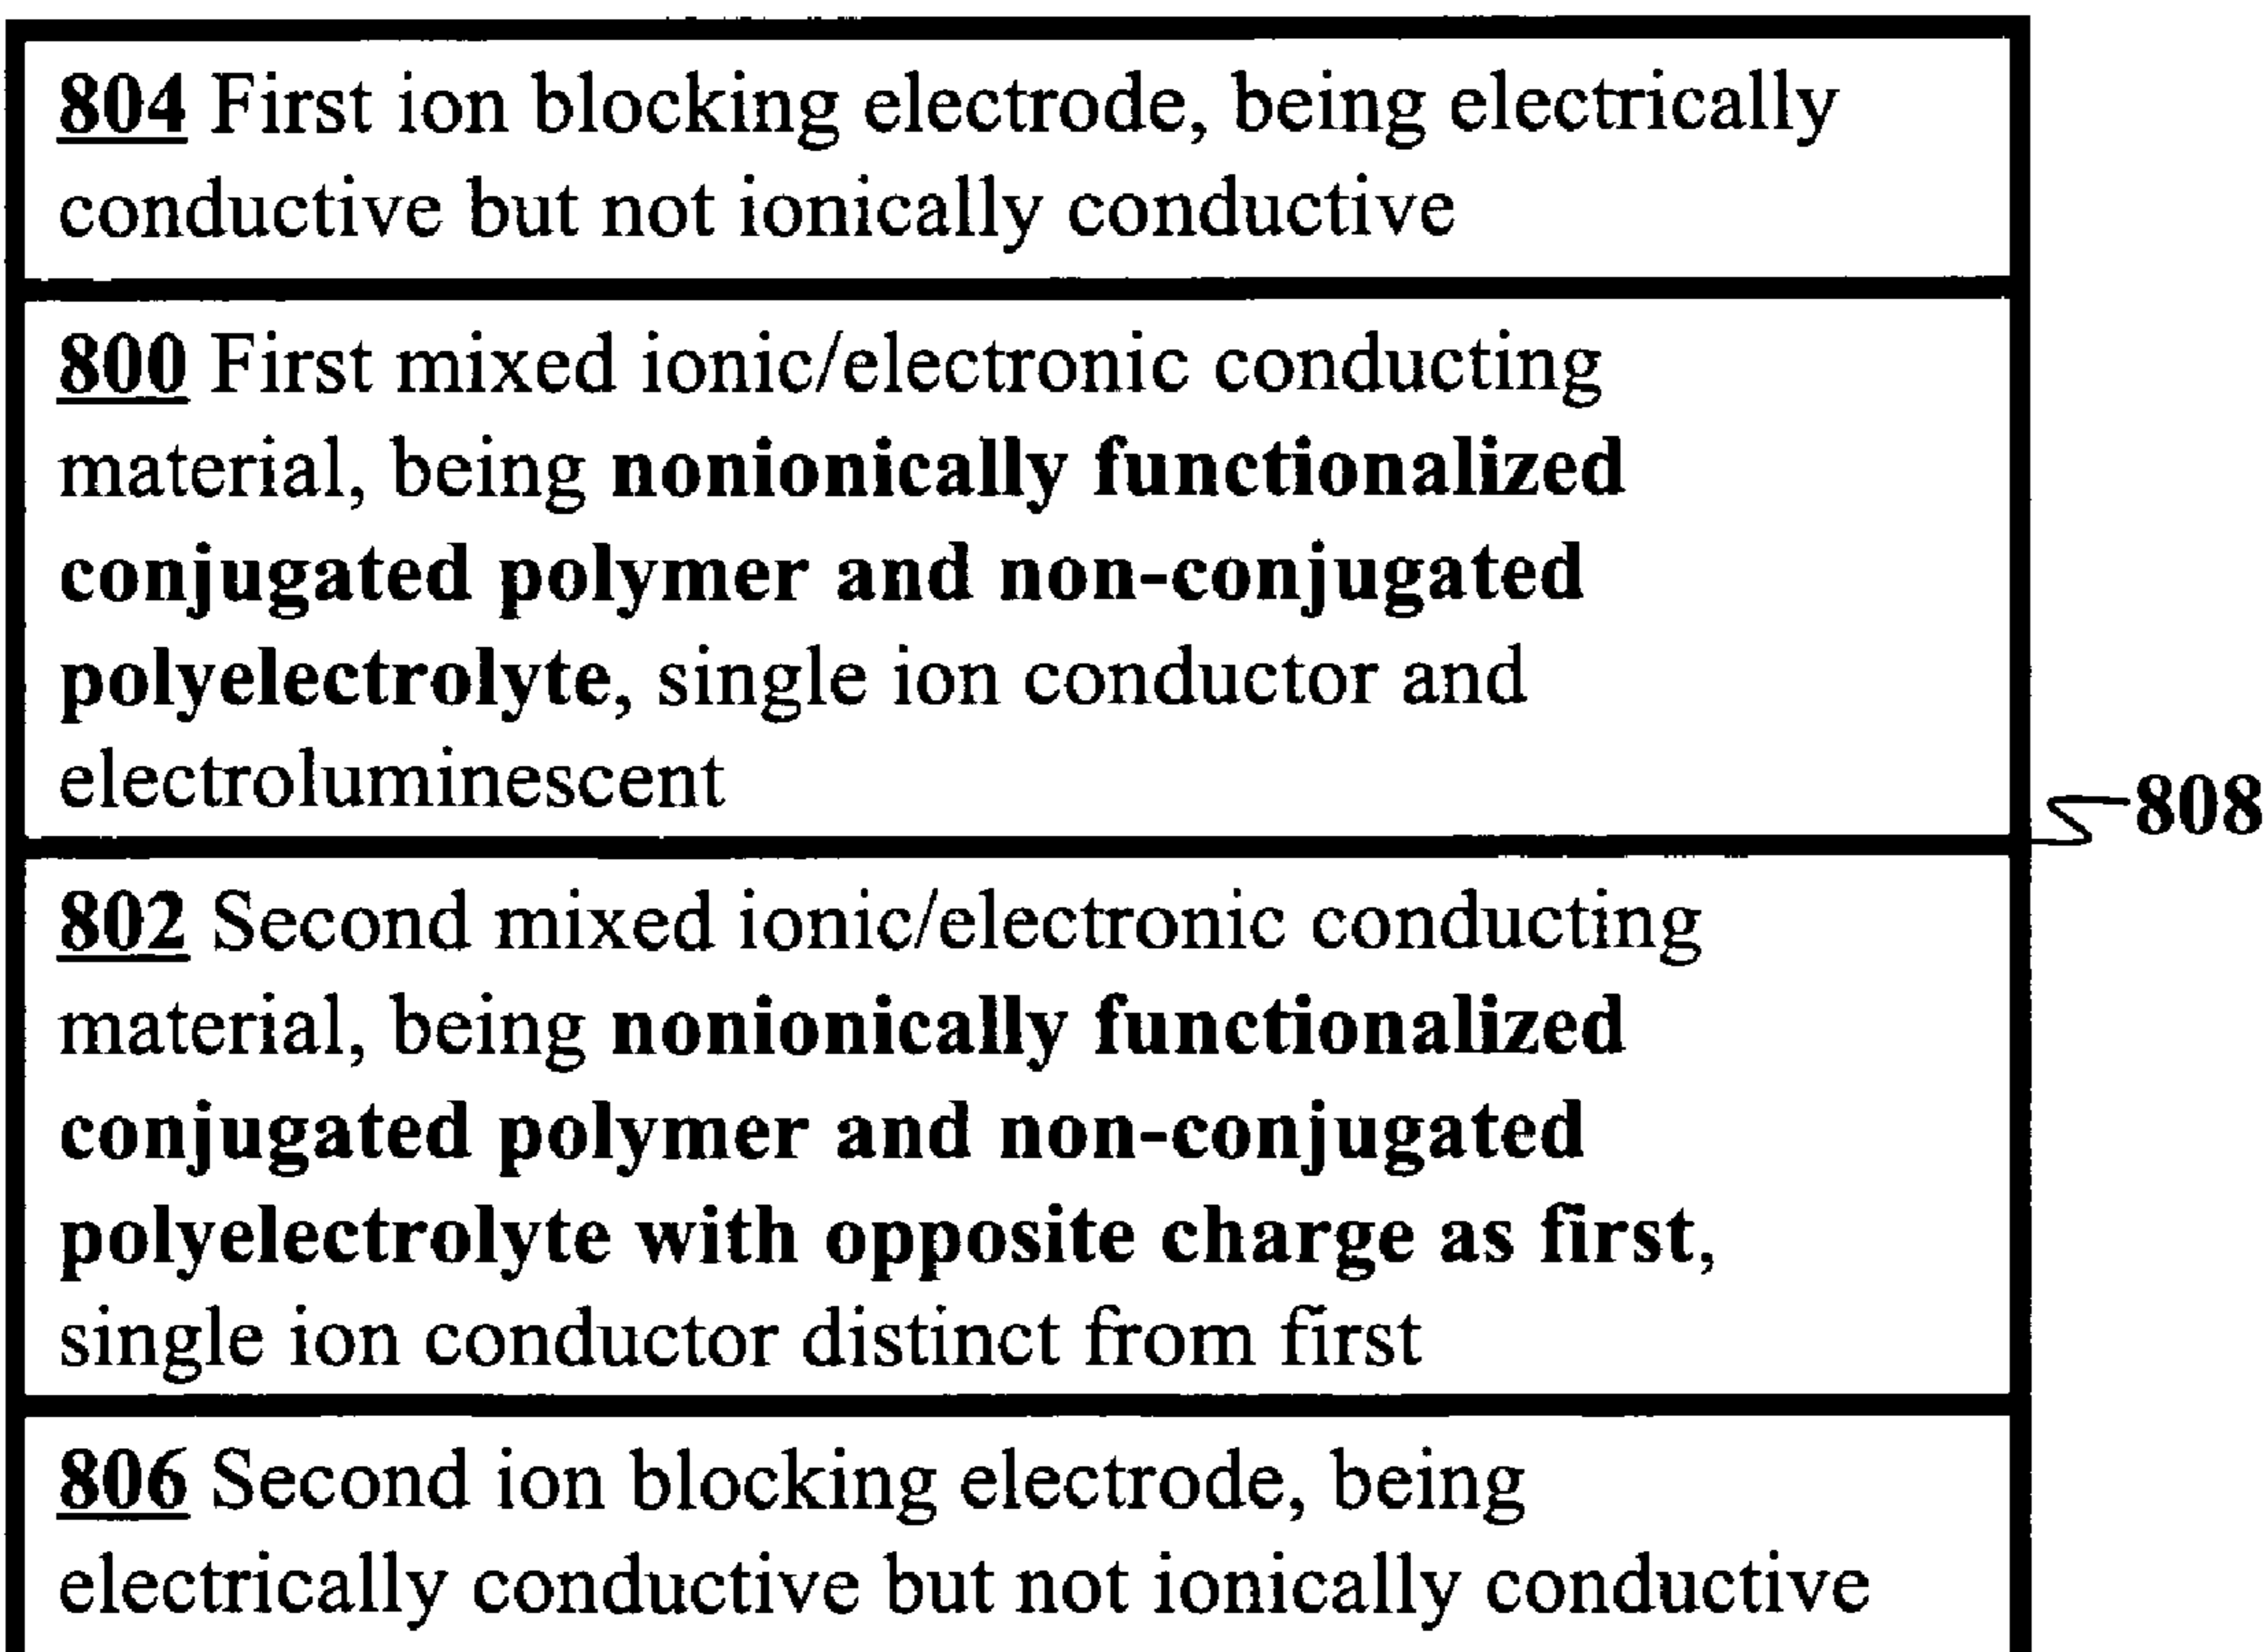 804 First ion blocking electrode, being electrically
conductive but not ionically conductive
800 First mixed ionic/electronic conducting
material, being nonionically functionalized
conjugated polymer and non-conjugated
polyelectrolyte, single ion conductor and
electroluminescent
808
802 Second mixed ionic/electronic conducting
material, being nonionically functionalized
conjugated polymer and non-conjugated
polyelectrolyte with opposite charge as first,
single ion conductor distinct from first
806 Second ion blocking electrode, being
electrically conductive but not ionically conductive